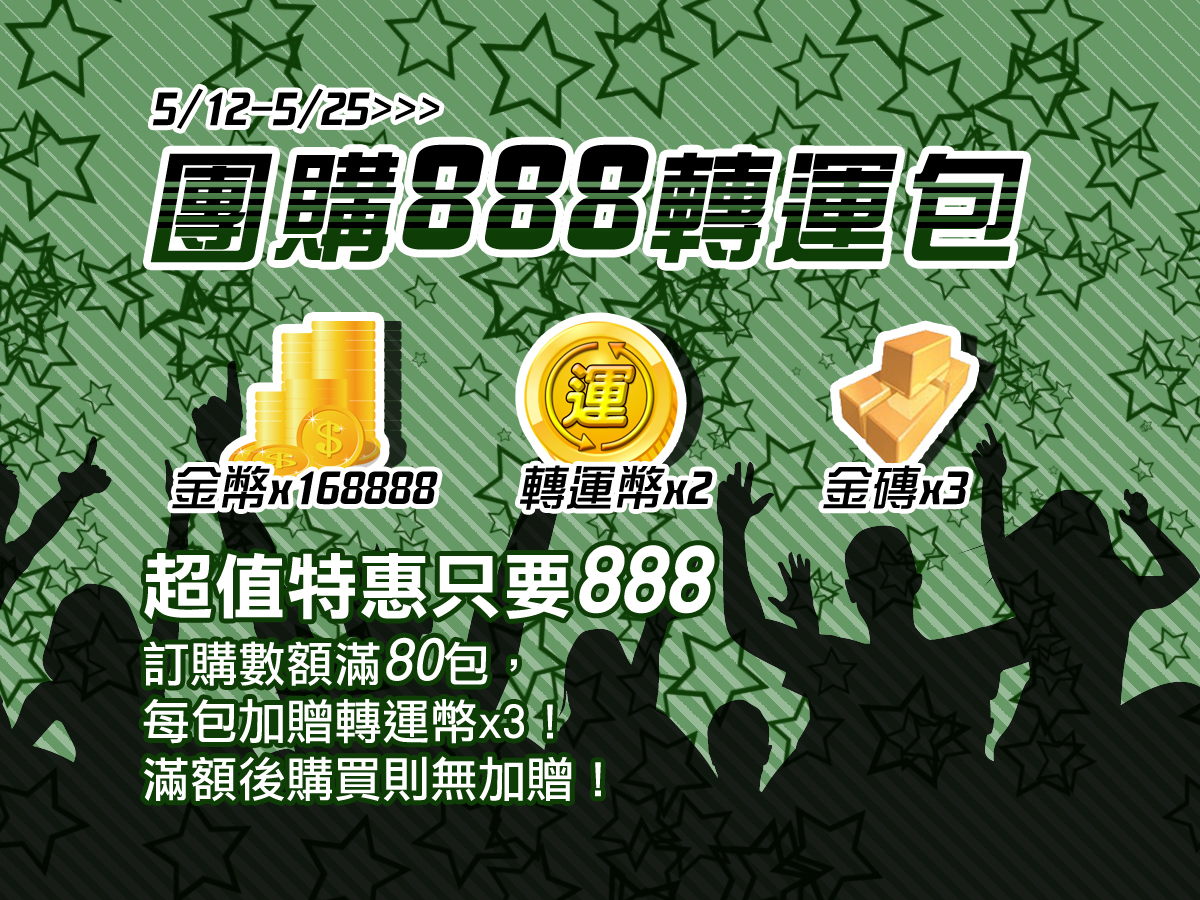 5/12-5/25>>>
團購888轉運包
運
金幣x168888
轉運幣x2
金磚x3
超值特惠只要888
訂購數額滿80包，
每包加贈轉運幣x3！
滿額後購買則無加贈！